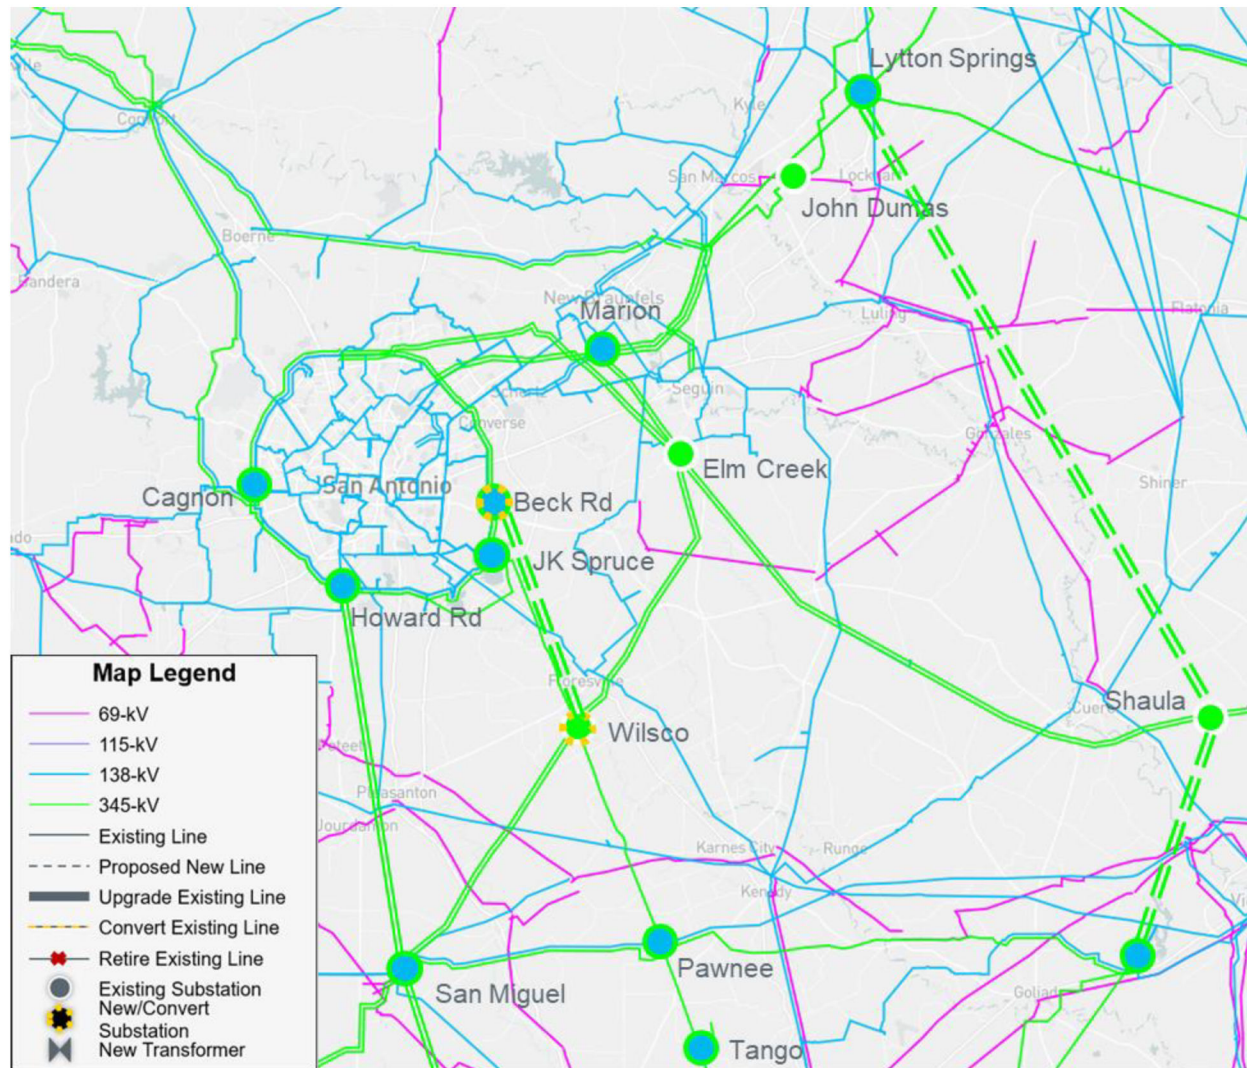 Lytton Springs
Kyle
Comfort
San Marcos
Lockhart
John Dumas
Boerne
Bandera
New Braunfels
Marion
Luling
Flatonia
Schertz
Seguin
Converse
Gonzales
Elm Creek
Cagnon
San Antonio
Beck Rd
Shiner
JK Spruce
Howard Rd
Floresville
Wilsco
Cuero
Shaula
Poteet
Pleasanton
Jourdanton
Karnes City
Runge
Kenedy
Vi
Pawnee
San Miguel
Goliad
Tango
Map Legend
69-kV
115-kV
138-kV
345-kV
Existing Line
Proposed New Line
Upgrade Existing Line
Convert Existing Line
Retire Existing Line
Existing Substation
New/Convert
Substation
New Transformer